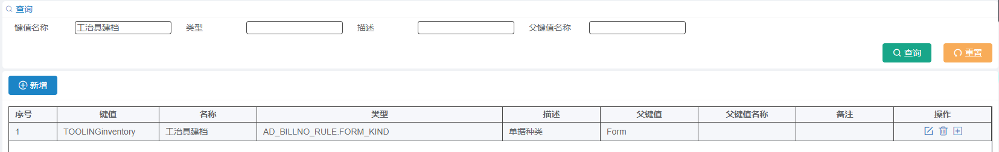 查询
键值名称 工治具建档 类型 描述 父键值名称
查询 重置
新增
序号 键值 名称 类型 描述 父键值 父键值名称 备注 操作
1 TOOLINGinventory 工治具建档 AD_BILLNO_RULE.FORM_KIND 单据种类 Form